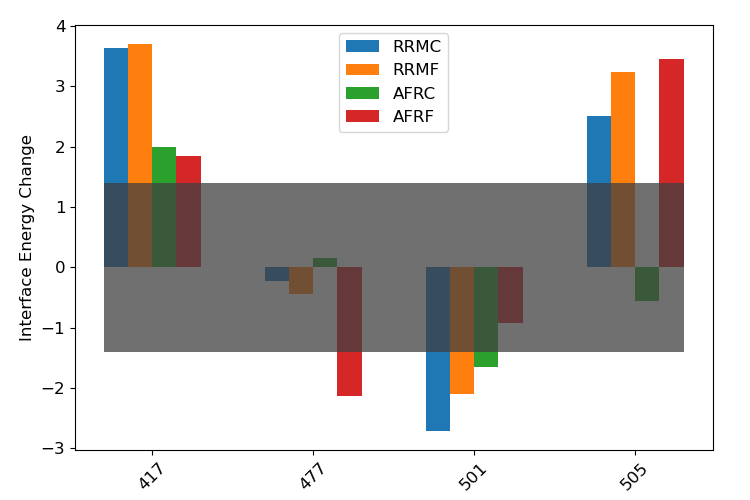 4
3
2
1
0
−1
−2
−3
Interface Energy Change
RRMC
RRMF
AFRC
AFRF
417
477
501
505